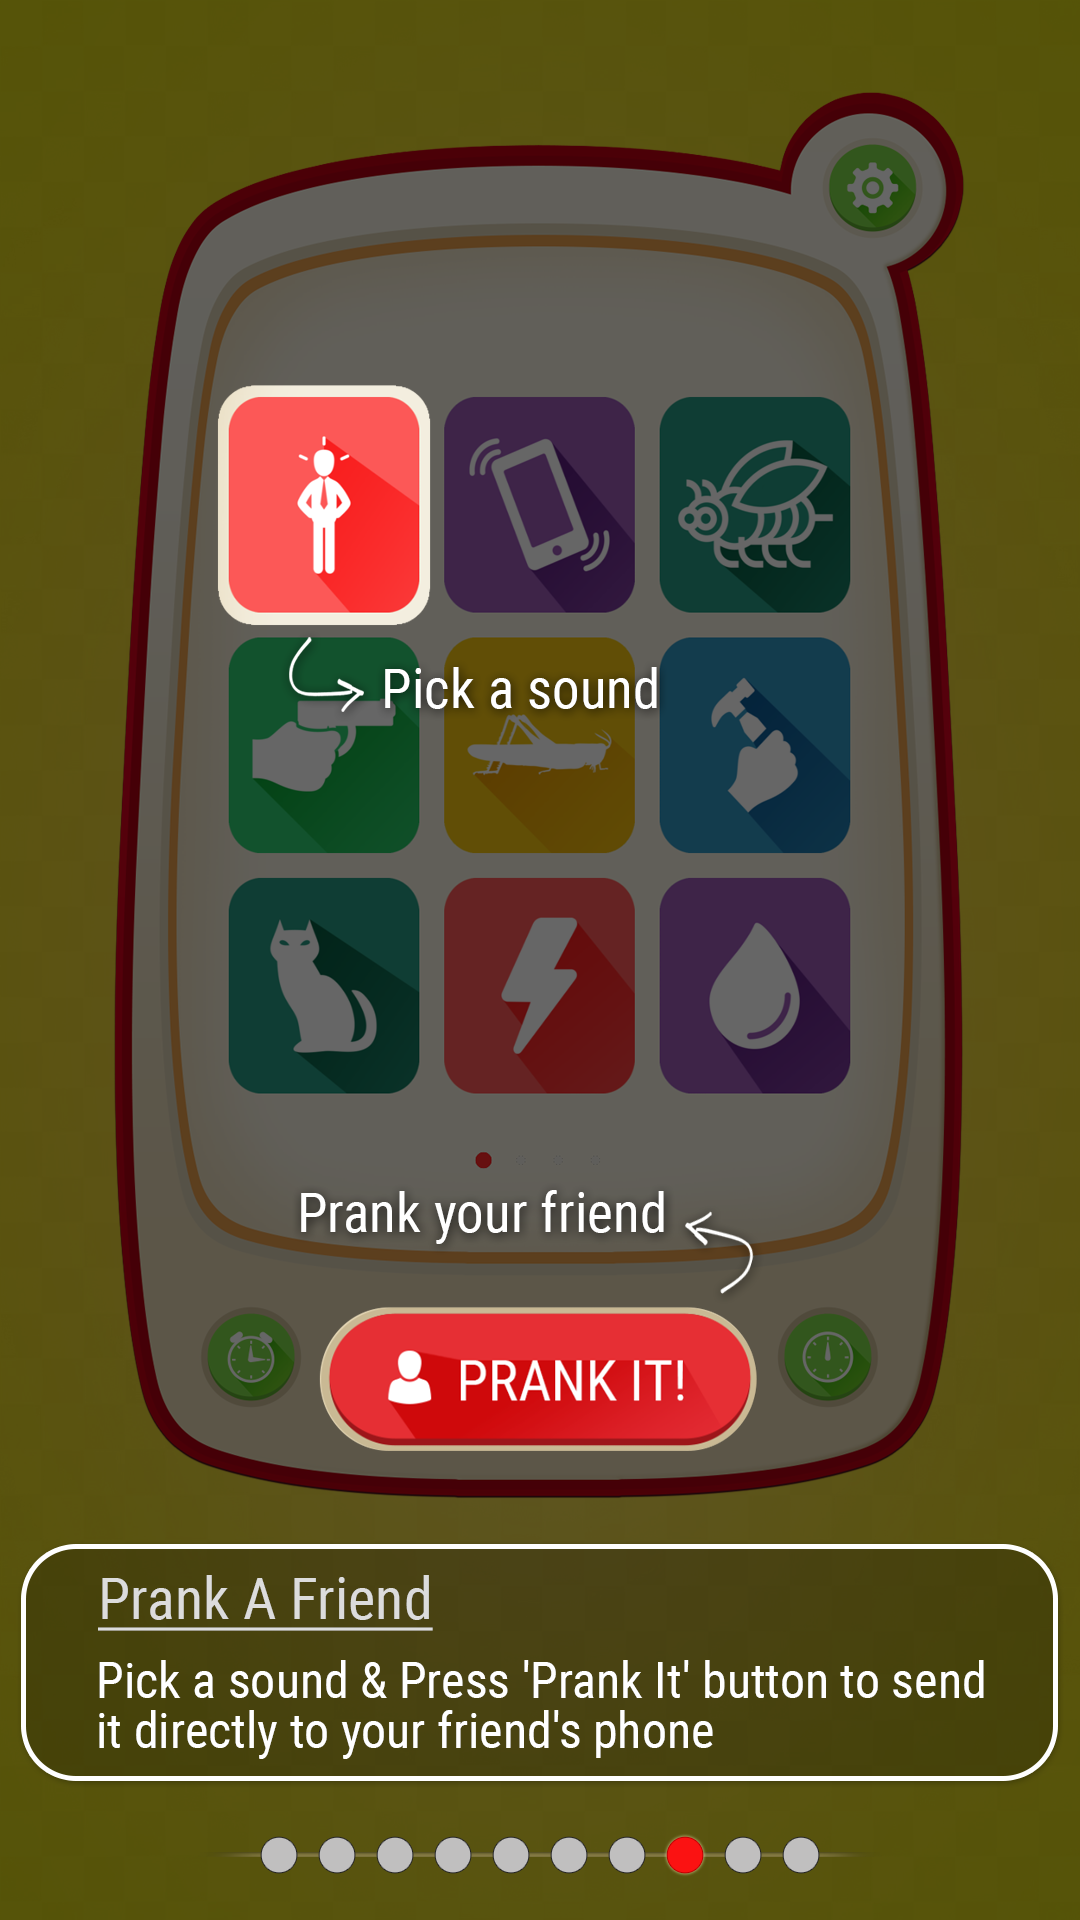 Pick a sound
Prank your friend
PRANK IT!
Prank A Friend
Pick a sound & Press 'Prank It' button to send
it directly to your friend's phone